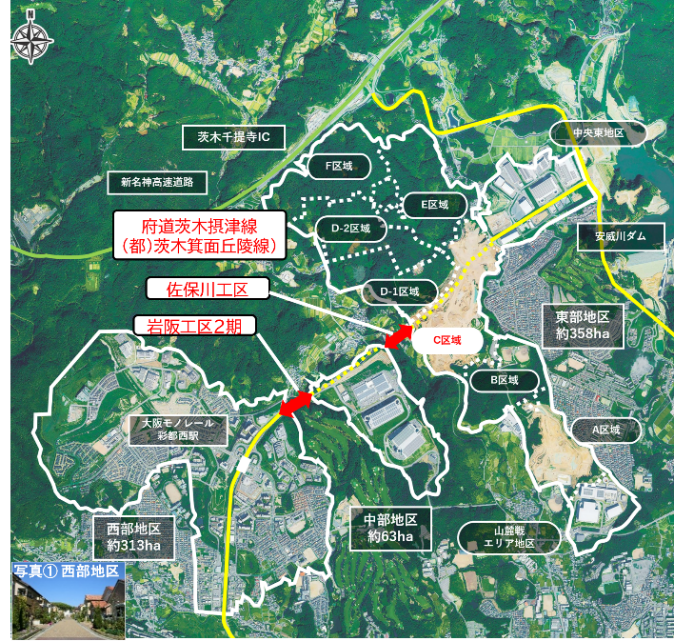 茨木千提寺IC
中央東地区
F区域
新名神高速道路
E区域
府道茨木摂津線
(都)茨木箕面丘陵線)
D-2区域
安威川ダム
佐保川工区
D-1区域
東部地区
約358ha
岩阪工区2期
C区域
B区域
大阪モノレール
彩都西駅
A区域
西部地区
約313ha
中部地区
約63ha
山麓戦
エリア地区
写真① 西部地区